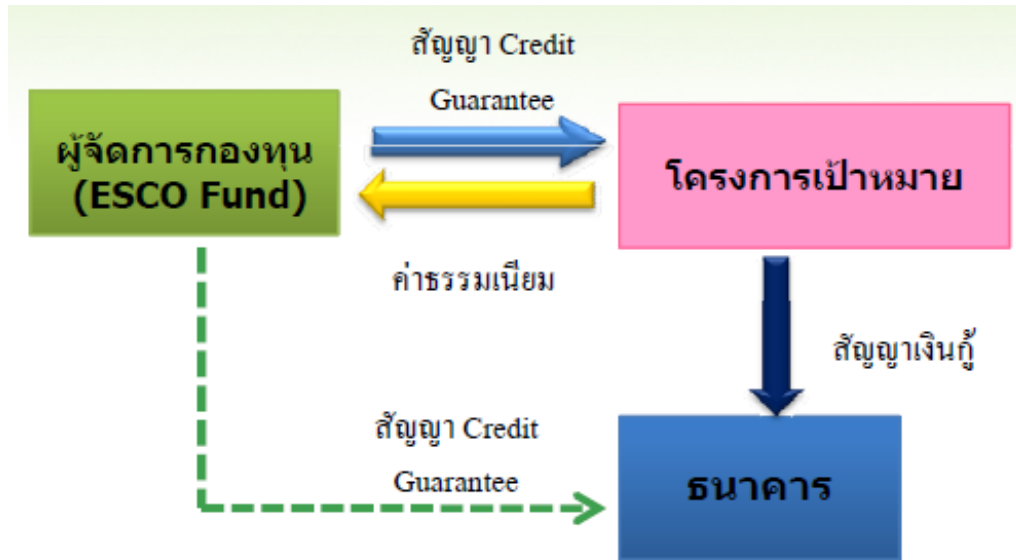 สัญญา Credit
Guarantee
ผู้จัดการกองทุน
(ESCO Fund)
โครงการเป้าหมาย
ค่าธรรมเนียม
สัญญาเงินกู้
สัญญา Credit
Guarantee
ธนาคาร